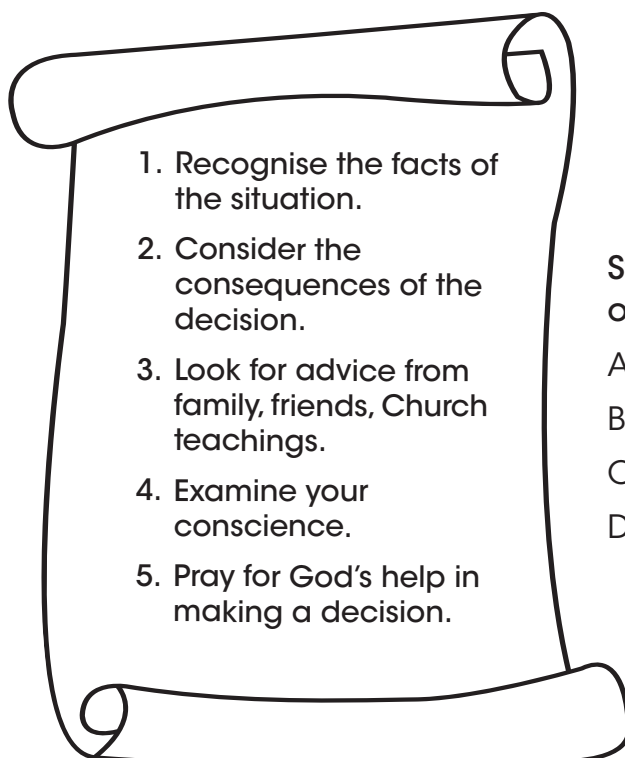 1. Recognise the facts of
the situation.
2. Consider the
consequences of the
decision.
3. Look for advice from
family, friends, Church
teachings.
4. Examine your
conscience.
5. Pray for God's help in
making a decision.
S
o
A
B
C
D